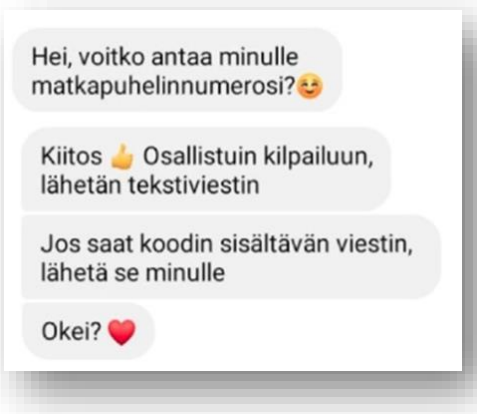 Hei, voitko antaa minulle
matkapuhelinnumerosi?😊
Kiitos 👍 Osallistuin kilpailuun,
lähetän tekstiviestin
Jos saat koodin sisältävän viestin,
lähetä se minulle
Okei? ❤️